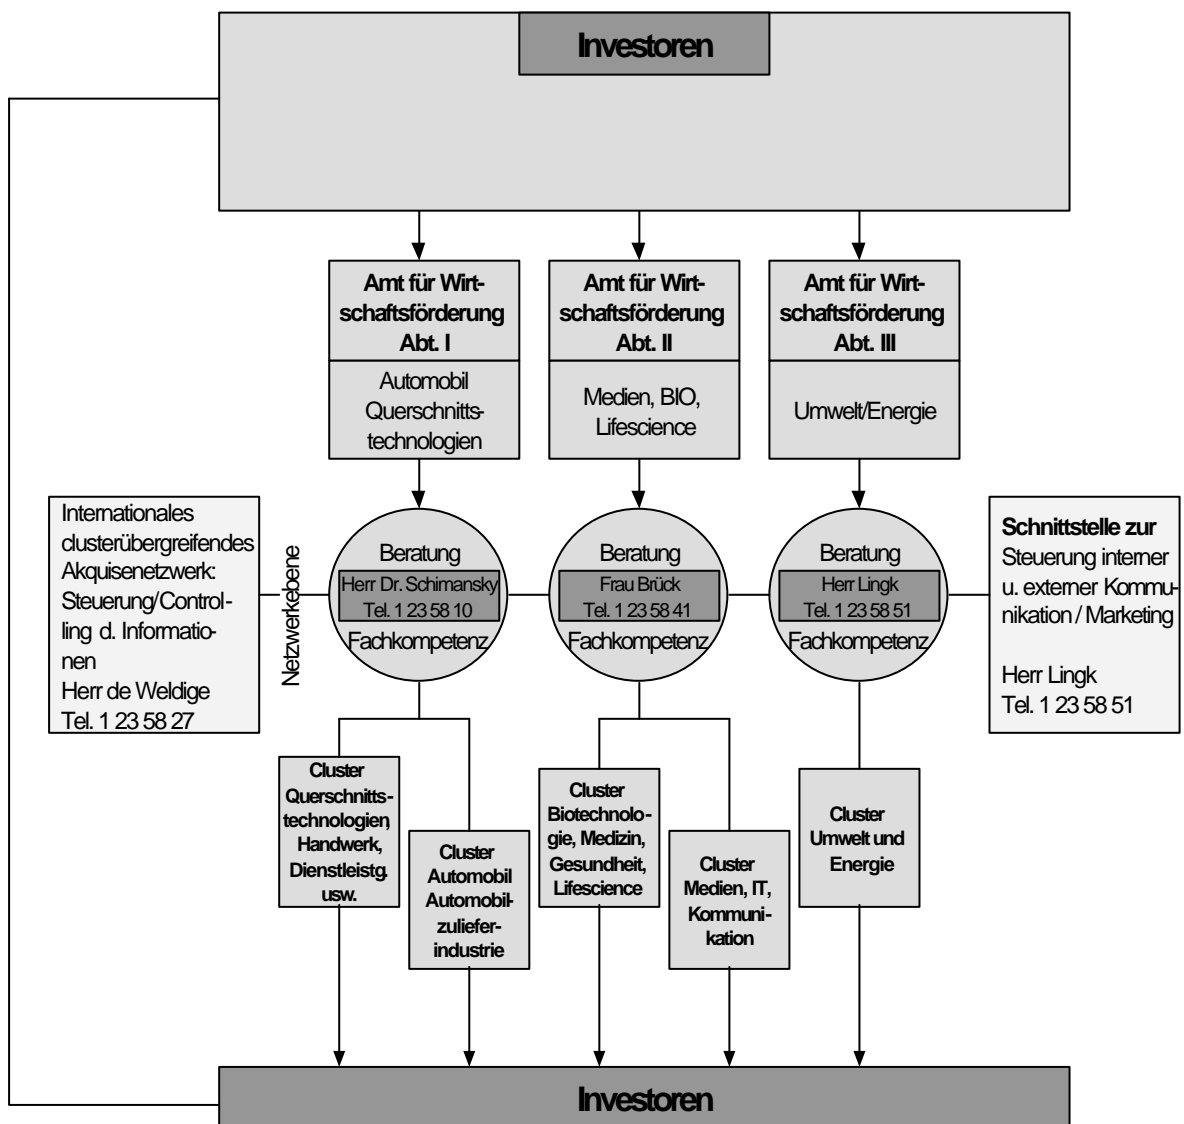 Investoren
Amt für Wirt-
schaftsförderung
Abt. I
Automobil
Querschnitts-
technologien
Amt für Wirt-
schaftsförderung
Abt. II
Medien, BIO,
Lifescience
Amt für Wirt-
schaftsförderung
Abt. III
Umwelt/Energie
Internationales
clusterübergreifendes
Akquisenetzwerk:
Steuerung/Control-
ling d. Informatio-
nen
Herr de Weldige
Tel. 1 23 58 27
Netzwerkebene
Beratung
Herr Dr. Schimansky
Tel. 1 23 58 10
Fachkompetenz
Beratung
Frau Brück
Tel. 1 23 58 41
Fachkompetenz
Beratung
Herr Lingk
Tel. 1 23 58 51
Fachkompetenz
Schnittstelle zur
Steuerung interner
u. externer Kommu-
nikation / Marketing
Herr Lingk
Tel. 1 23 58 51
Cluster
Querschnitts-
technologien,
Handwerk,
Dienstleistg.
usw.
Cluster
Automobil
Automobil-
zuliefer-
industrie
Cluster
Biotechnolo-
gie, Medizin,
Gesundheit,
Lifescience
Cluster
Medien, IT,
Kommuni-
kation
Cluster
Umwelt und
Energie
Investoren